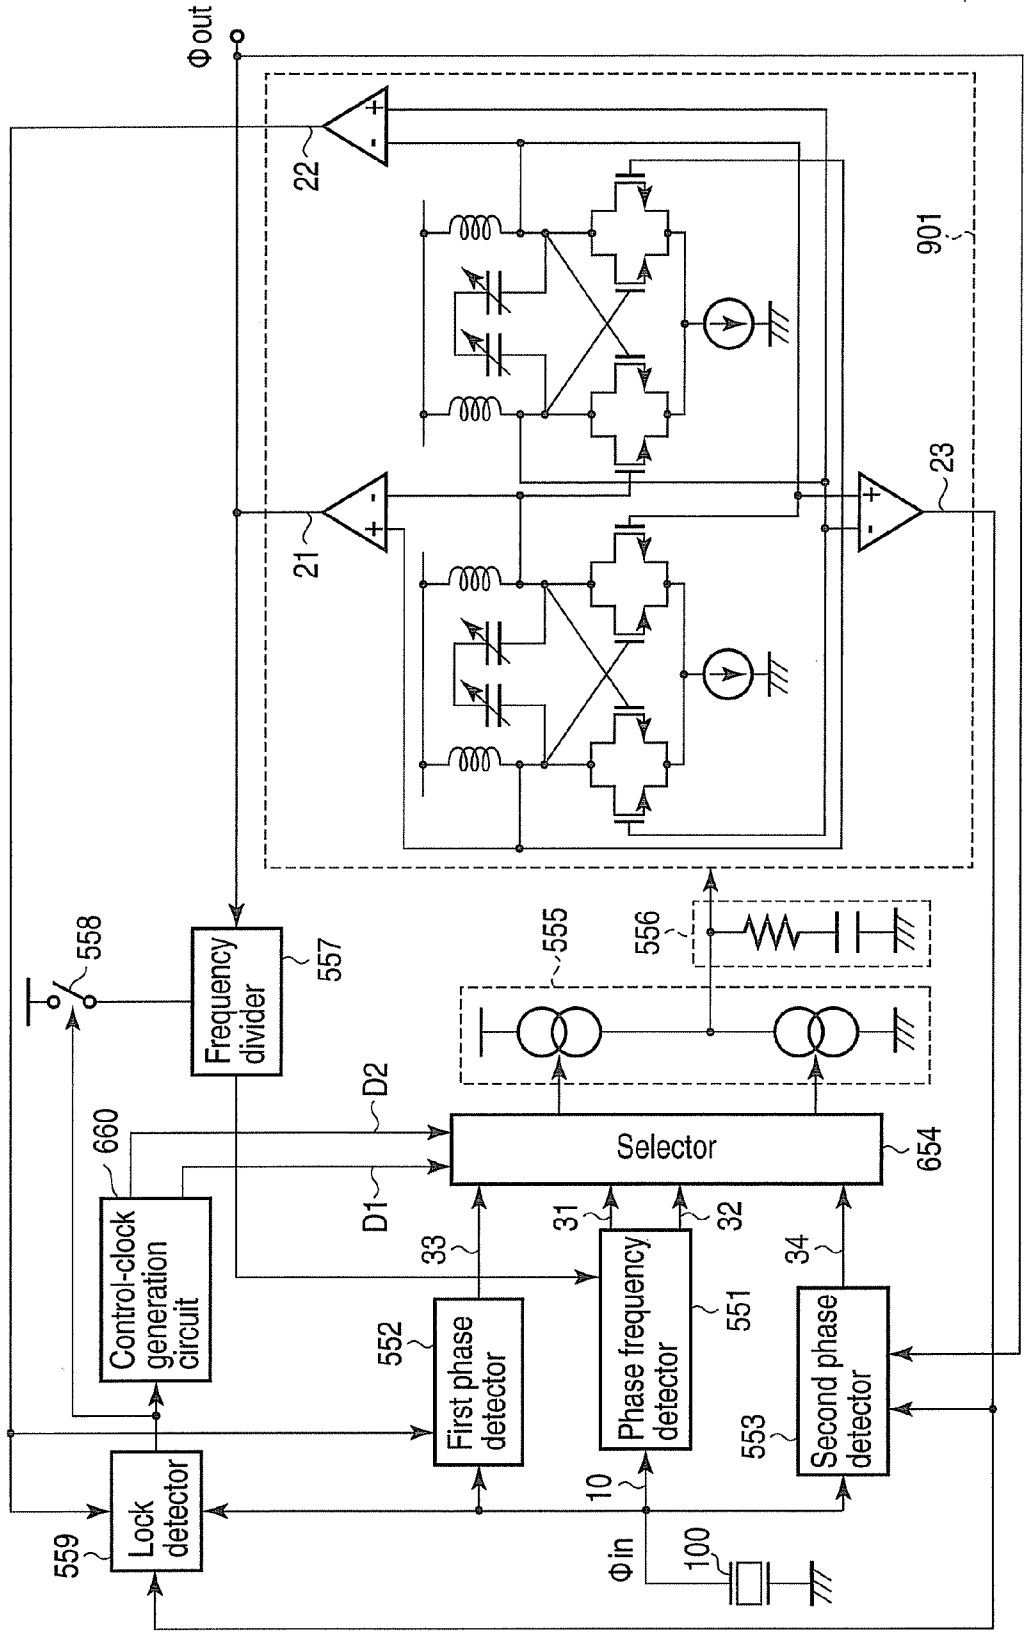 Φout
22
21
901
23
558
Frequency
divider
557
555
556
660
D2
D1
Control-clock
generation
circuit
Selector
654
33
31
32
34
552
First phase
detector
Phase frequency
detector
551
553
Second phase
detector
559
Lock
detector
10
Φin
100
+
-
+
-
+
-